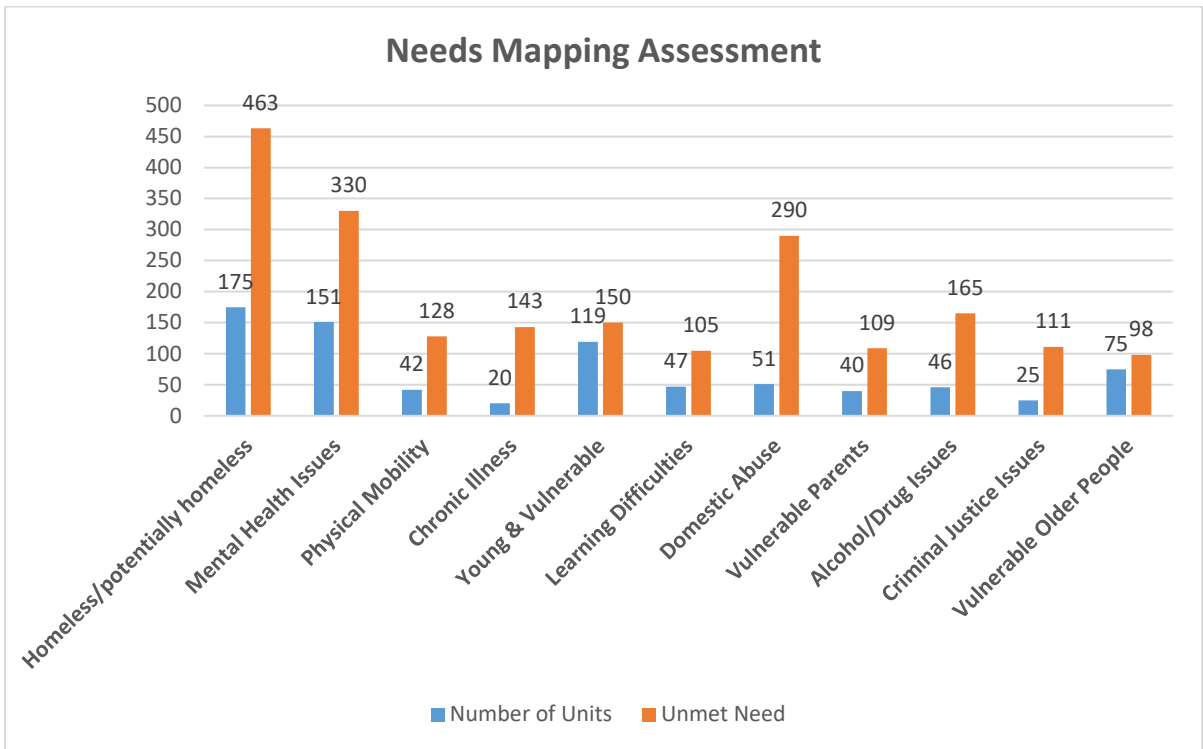 Needs Mapping Assessment
500
450
400
350
300
250
200
150
100
50
0
175
463
151
330
42
128
20
143
119
150
47
105
51
290
40
109
46
165
25
111
75
98
Homeless/potentially homeless
Mental Health Issues
Physical Mobility
Chronic Illness
Young & Vulnerable
Learning Difficulties
Domestic Abuse
Vulnerable Parents
Alcohol/Drug Issues
Criminal Justice Issues
Vulnerable Older People
Number of Units
Unmet Need